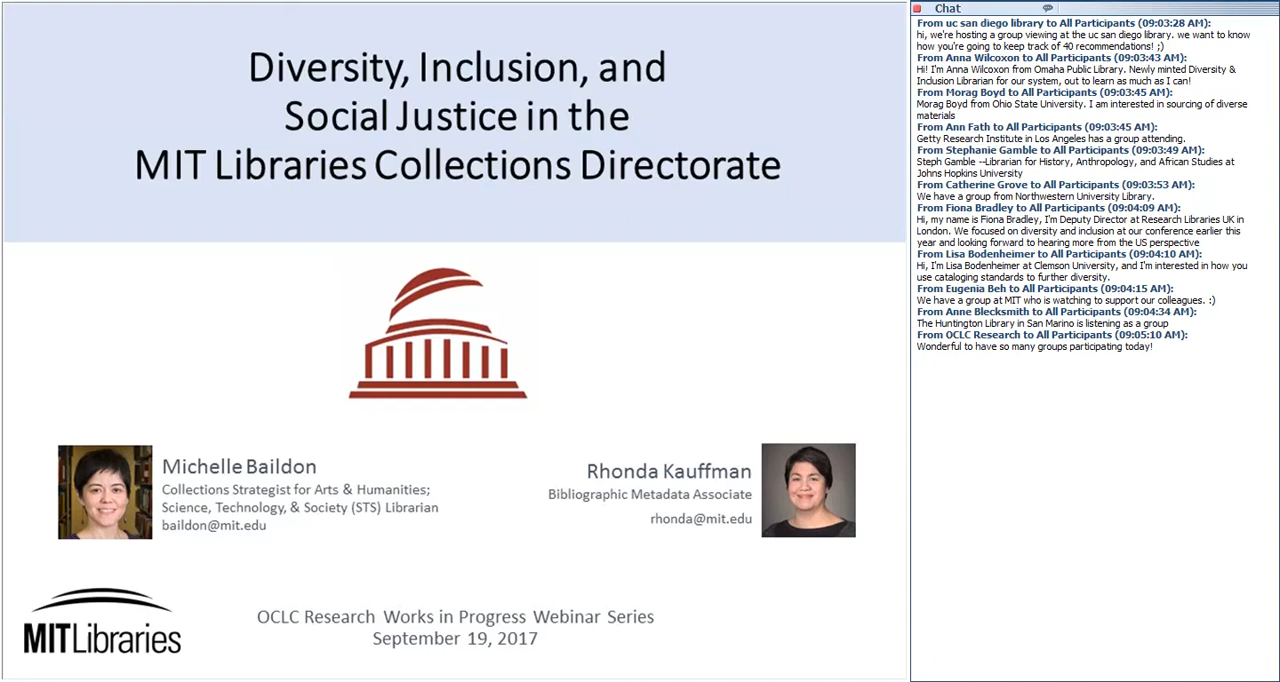 Diversity, Inclusion, and
Social Justice in the
MIT Libraries Collections Directorate
Michelle Baildon
Collections Strategist for Arts & Humanities;
Science, Technology, & Society (STS) Librarian
baildon@mit.edu
Rhonda Kauffman
Bibliographic Metadata Associate
rhonda@mit.edu
MITLibraries
OCLC Research Works in Progress Webinar Series
September 19, 2017
Chat
From uc san diego library to All Participants (09:03:28 AM):
hi, we're hosting a group viewing at the uc san diego library. we want to know
how you're going to keep track of 40 recommendations! ;)
From Anna Wilcoxon to All Participants (09:03:43 AM):
Hi! I'm Anna Wilcoxon from Omaha Public Library. Newly minted Diversity &
Inclusion Librarian for our system, out to learn as much as I can!
From Morag Boyd to All Participants (09:03:45 AM):
Morag Boyd from Ohio State University. I am interested in sourcing of diverse
materials
From Ann Fath to All Participants (09:03:45 AM):
Getty Research Institute in Los Angeles has a group attending.
From Stephanie Gamble to All Participants (09:03:49 AM):
Steph Gamble --Librarian for History, Anthropology, and African Studies at
Johns Hopkins University
From Catherine Grove to All Participants (09:03:53 AM):
We have a group from Northwestern University Library.
From Fiona Bradley to All Participants (09:04:09 AM):
Hi, my name is Fiona Bradley, I'm Deputy Director at Research Libraries UK in
London. We focused on diversity and inclusion at our conference earlier this
year and looking forward to hearing more from the US perspective
From Lisa Bodenheimer to All Participants (09:04:10 AM):
Hi, I'm Lisa Bodenheimer at Clemson University, and I'm interested in how you
use cataloging standards to further diversity.
From Eugenia Beh to All Participants (09:04:15 AM):
We have a group at MIT who is watching to support our colleagues. :)
From Anne Blecksmith to All Participants (09:04:34 AM):
The Huntington Library in San Marino is listening as a group
From OCLC Research to All Participants (09:05:10 AM):
Wonderful to have so many groups participating today!